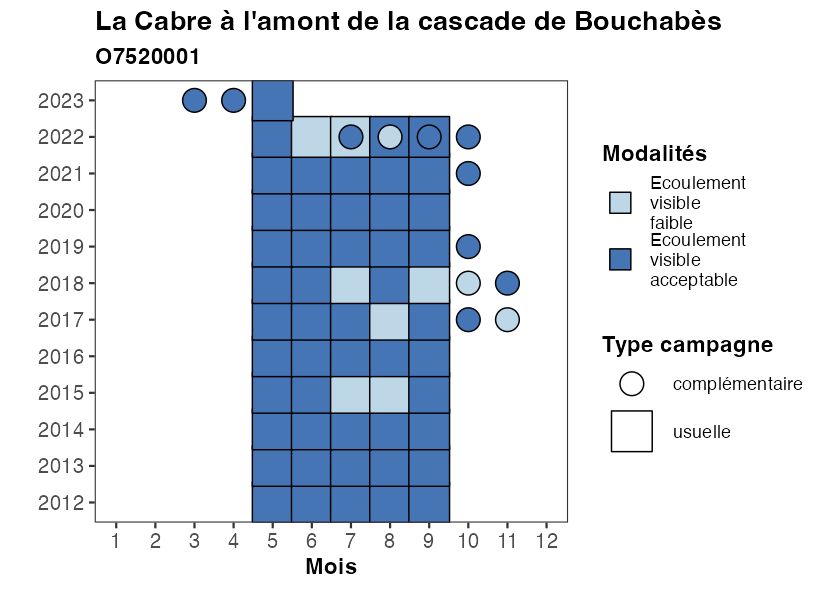 La Cabre à l'amont de la cascade de Bouchabès
O7520001
2023
2022
2021
2020
2019
2018
2017
2016
2015
2014
2013
2012
1 2 3 4 5 6 7 8 9 10 11 12
Mois
Modalités
Ecoulement
visible
faible
Ecoulement
visible
acceptable
Type campagne
complémentaire
usuelle